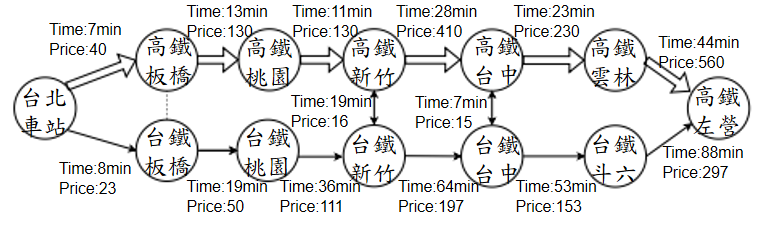 Time:7min
Price:40
Time:13min
Price:130
Time:11min
Price:130
Time:28min
Price:410
Time:23min
Price:230
Time:44min
Price:560
高鐵
板橋
高鐵
桃園
高鐵
新竹
高鐵
台中
高鐵
雲林
台北
車站
高鐵
左營
Time:19min
Price:16
Time:7min
Price:15
台鐵
板橋
台鐵
桃園
台鐵
新竹
台鐵
台中
台鐵
斗六
Time:8min
Price:23
Time:19min
Price:50
Time:36min
Price:111
Time:64min
Price:197
Time:53min
Price:153
Time:88min
Price:297